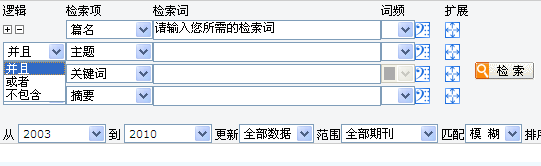 逻辑 检索项 检索词 词频 扩展
篇名 请输入您所需的检索词
并且 主题
并且 关键词 检 索
或者
不包含 摘要
从 2003 到 2010 更新 全部数据 范围 全部期刊 匹配 模 糊 排序